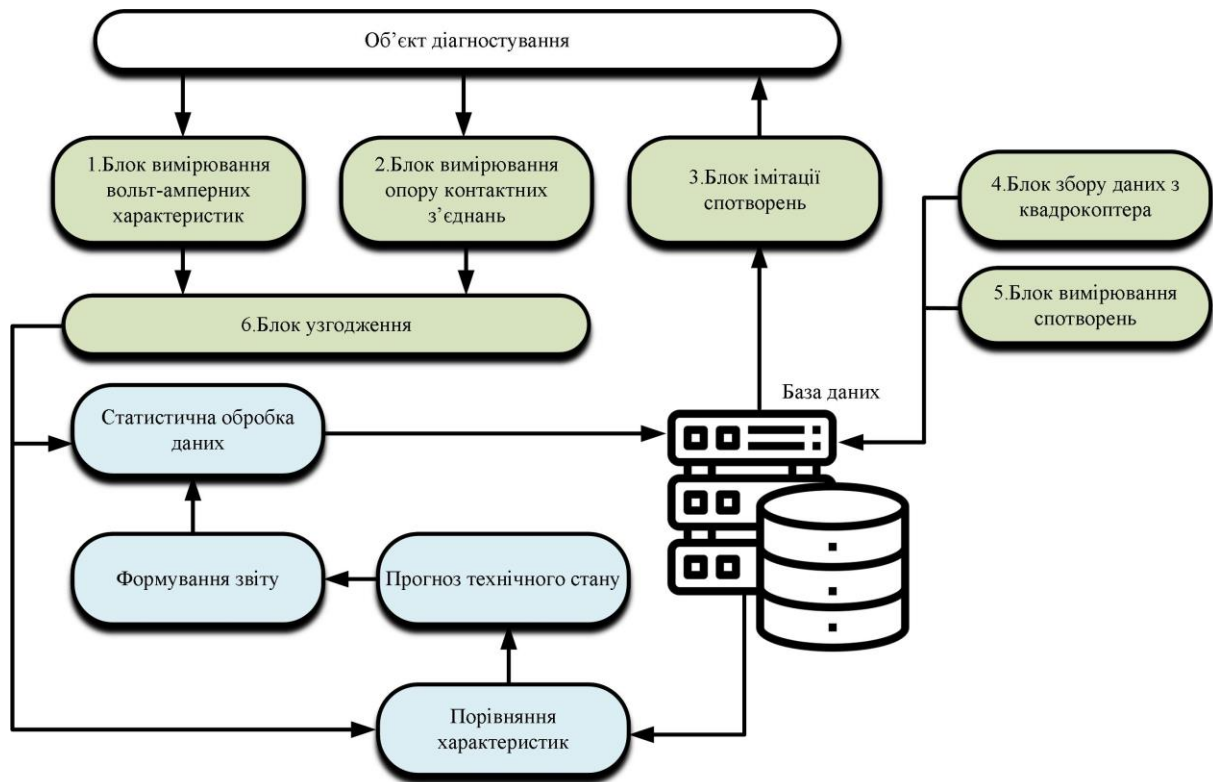 Об’єкт діагностування
1.Блок вимірювання
вольт-амперних
характеристик
2.Блок вимірювання
опору контактних
з’єднань
3.Блок імітації
спотворень
4.Блок збору даних з
квадрокоптера
5.Блок вимірювання
спотворень
6.Блок узгодження
База даних
Статистична обробка
даних
Формування звіту
Прогноз технічного стану
Порівняння
характеристик